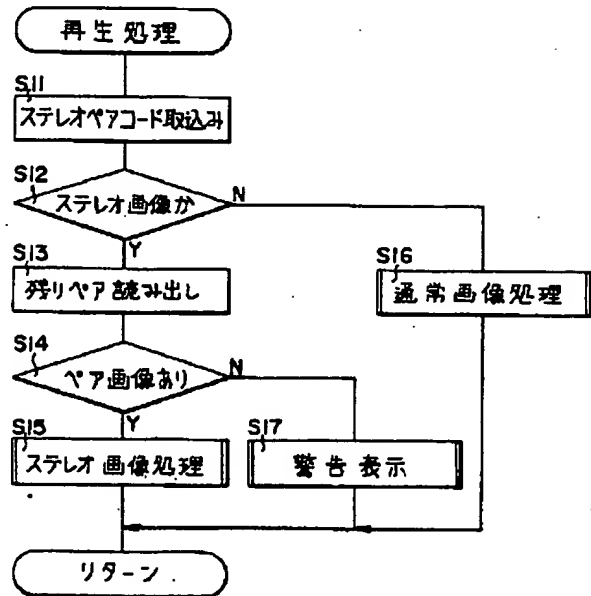 再生処理
S11
ステレオペアコード取込み
S12
ステレオ画像か
N
Y
S13
残りペア読み出し
S16
通常画像処理
S14
ペア画像あり
N
Y
S15
ステレオ画像処理
S17
警告表示
リターン